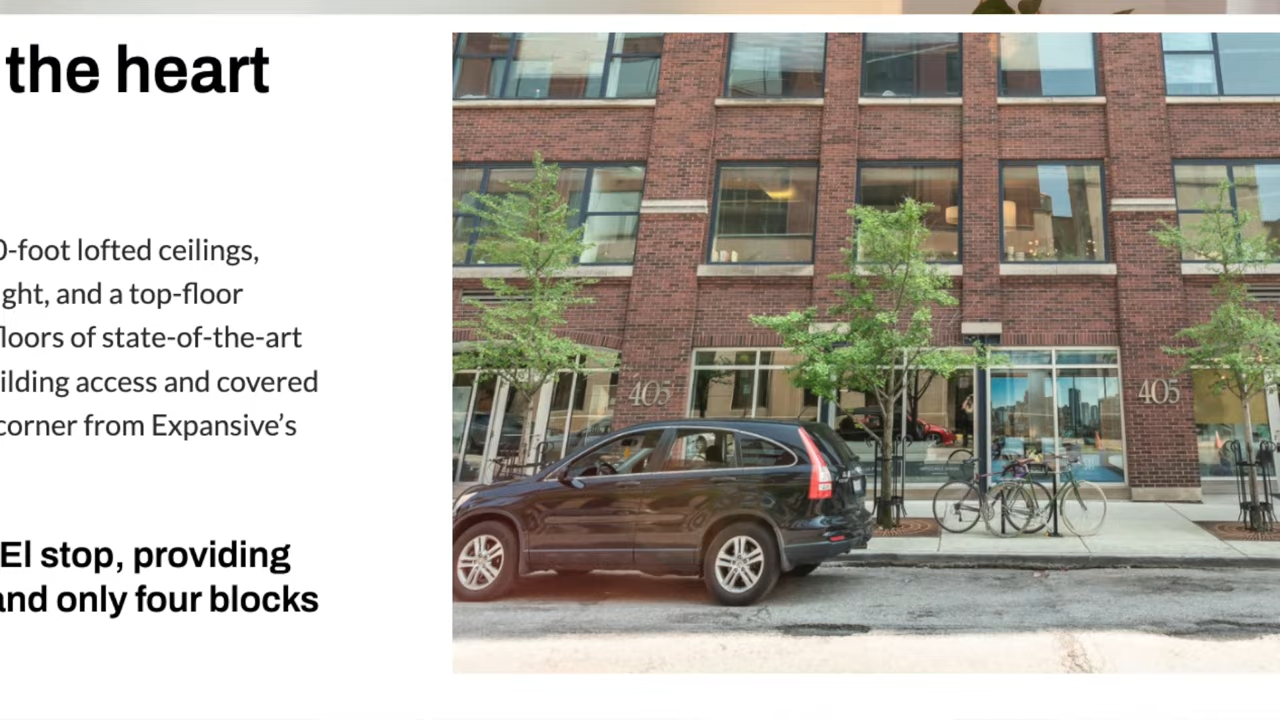 the heart
0-foot lofted ceilings,
ght, and a top-floor
floors of state-of-the-art
ilding access and covered
corner from Expansive's
El stop, providing
and only four blocks
405
405